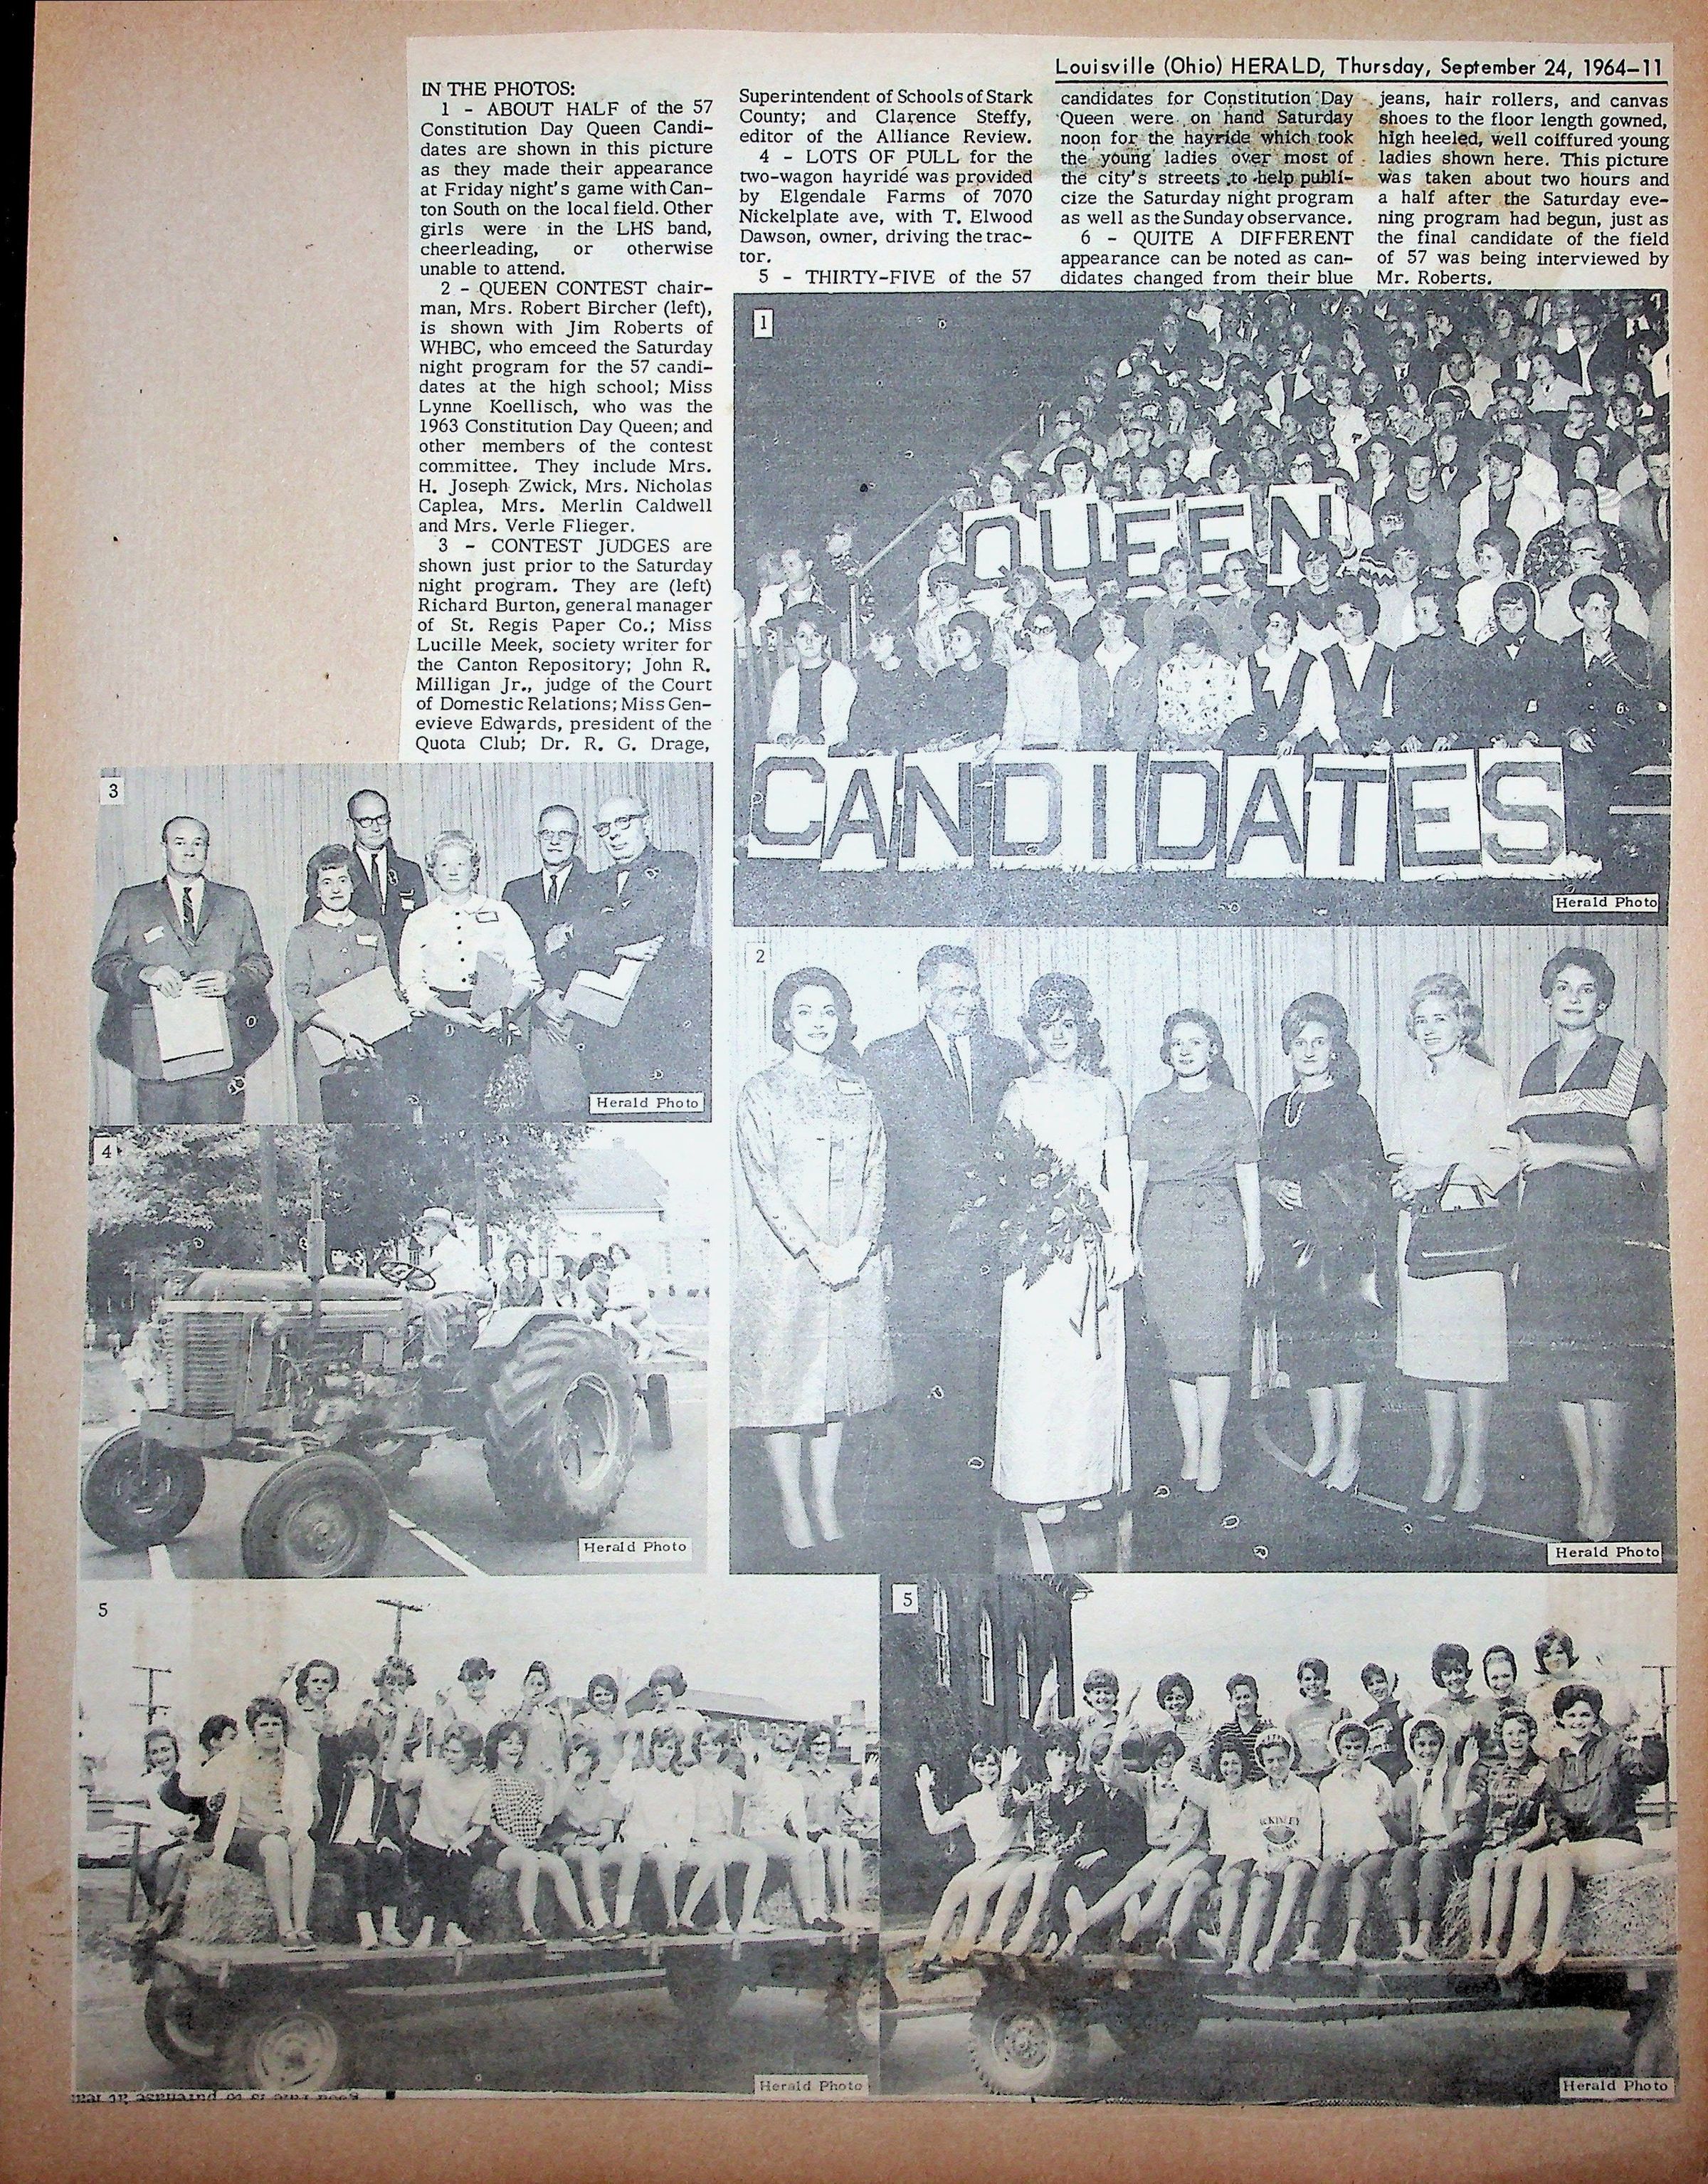 Louisville (Ohio) HERALD, Thursday, September 24, 1964-11
IN THE PHOTOS:
1 - ABOUT HALF of the 57
Constitution Day Queen Candi-
dates are shown in this picture
as they made their appearance
at Friday night's game with Can-
ton South on the local field. Other
girls were in the LHS band,
cheerleading, or otherwise
unable to attend.
2 - QUEEN CONTEST chair-
man, Mrs. Robert Bircher (left),
is shown with Jim Roberts of
WHBC, who emceed the Saturday
night program for the 57 candi-
dates at the high school; Miss
Lynne Koellisch, who was the
1963 Constitution Day Queen; and
other members of the contest
committee. They include Mrs.
H. Joseph Zwick, Mrs. Nicholas
Caplea, Mrs. Merlin Caldwell
and Mrs. Verle Flieger.
3 - CONTEST JUDGES are
shown just prior to the Saturday
night program. They are (left)
Richard Burton, general manager
of St. Regis Paper Co.; Miss
Lucille Meek, society writer for
the Canton Repository; John R.
Milligan Jr., judge of the Court
of Domestic Relations; Miss Gen-
evieve Edwards, president of the
Quota Club; Dr. R. G. Drage,
Superintendent of Schools of Stark
County; and Clarence Steffy,
editor of the Alliance Review.
4 - LOTS OF PULL for the
two-wagon hayride was provided
by Elgendale Farms of 7070
Nickelplate ave, with T. Elwood
Dawson, owner, driving the trac-
tor.
5 - THIRTY-FIVE of the 57
candidates for Constitution Day
Queen were on hand Saturday
noon for the hayride which took
the young ladies over most of
the city's streets to help publi-
cize the Saturday night program
as well as the Sunday observance.
6 - QUITE A DIFFERENT
appearance can be noted as can-
didates changed from their blue
jeans, hair rollers, and canvas
shoes to the floor length gowned,
high heeled, well coiffured young
ladies shown here. This picture
was taken about two hours and
a half after the Saturday eve-
ning program had begun, just as
the final candidate of the field
of 57 was being interviewed by
Mr. Roberts.
1
QUEEN
CANDIDATES
Herald Photo
3
Herald Photo
2
Herald Photo
4
Herald Photo
5
Herald Photo
5
McKINLEY
Herald Photo